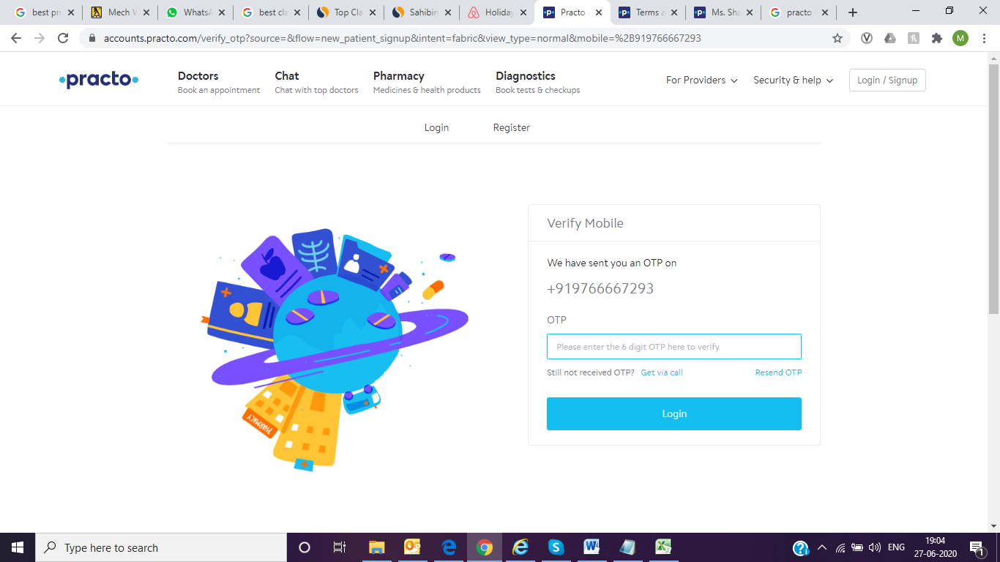 best pr
Mech W
WhatsA
best cla
Top Cla
Sahibin
Holiday
Practo
Terms a
Ms. Sha
practo
accounts.practo.com/verify_otp?source=&flow=new_patient_signup&intent=fabric&view_type=normal&mobile=%2B919766667293
M
•practo•
Doctors
Book an appointment
Chat
Chat with top doctors
Pharmacy
Medicines & health products
Diagnostics
Book tests & checkups
For Providers
Security & help
Login / Signup
Login
Register
Verify Mobile
We have sent you an OTP on
+919766667293
OTP
Please enter the 6 digit OTP here to verify
Still not received OTP? Get via call
Resend OTP
Login
PHARMACY
Type here to search
ENG
19:04
27-06-2020
1